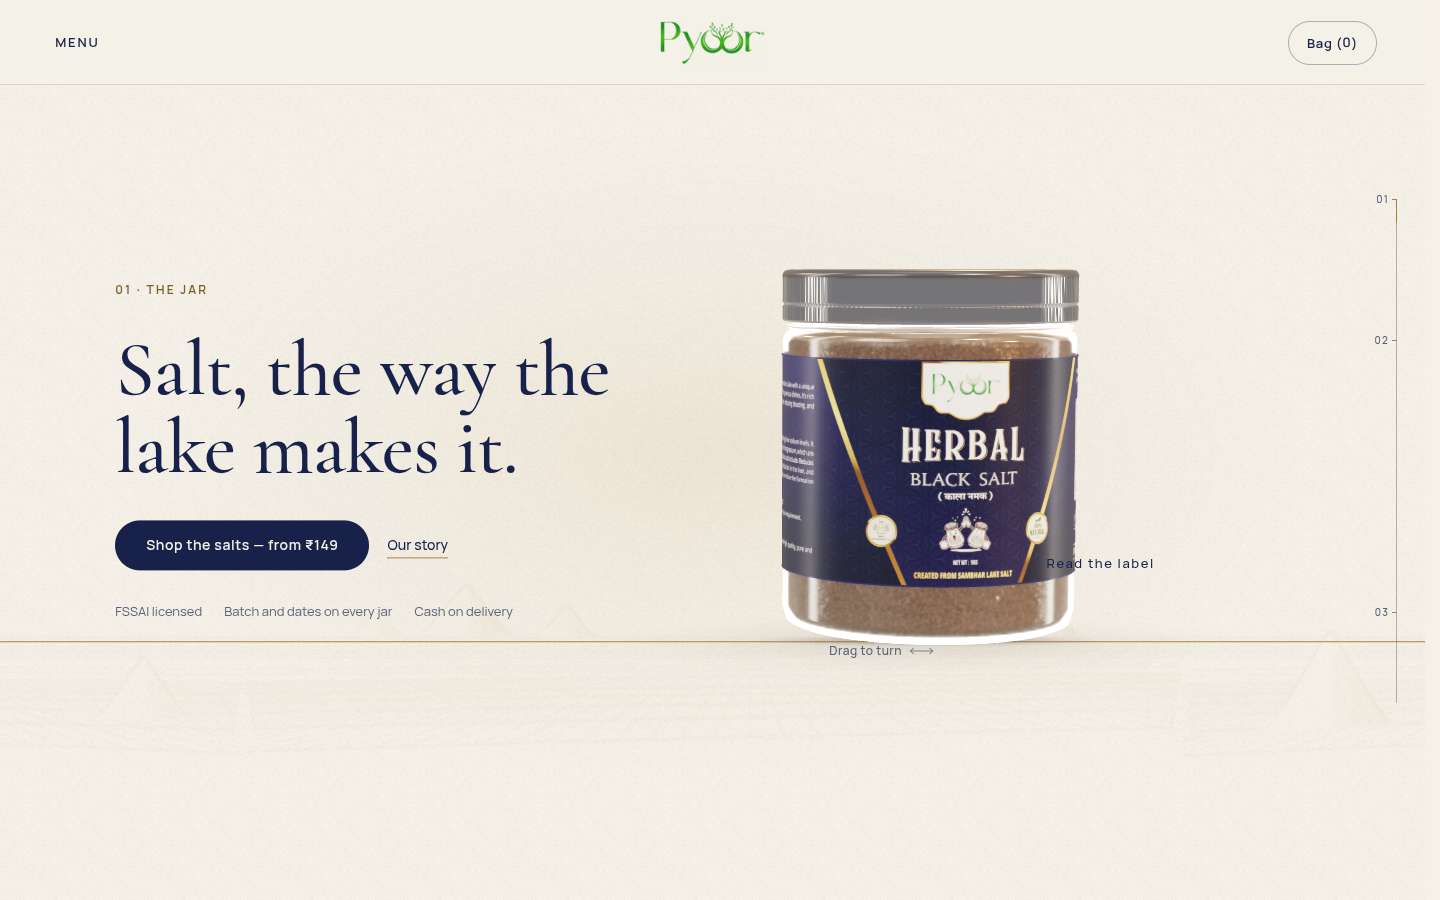 MENU
Pyoor
Bag (0)
01
02
03
01 · THE JAR
Salt, the way the
lake makes it.
Shop the salts — from ₹149
Our story
FSSAI licensed
Batch and dates on every jar
Cash on delivery
Pyoor
HERBAL
BLACK SALT
(काला नमक)
CREATED FROM SAMBHAR LAKE SALT
Read the label
Drag to turn